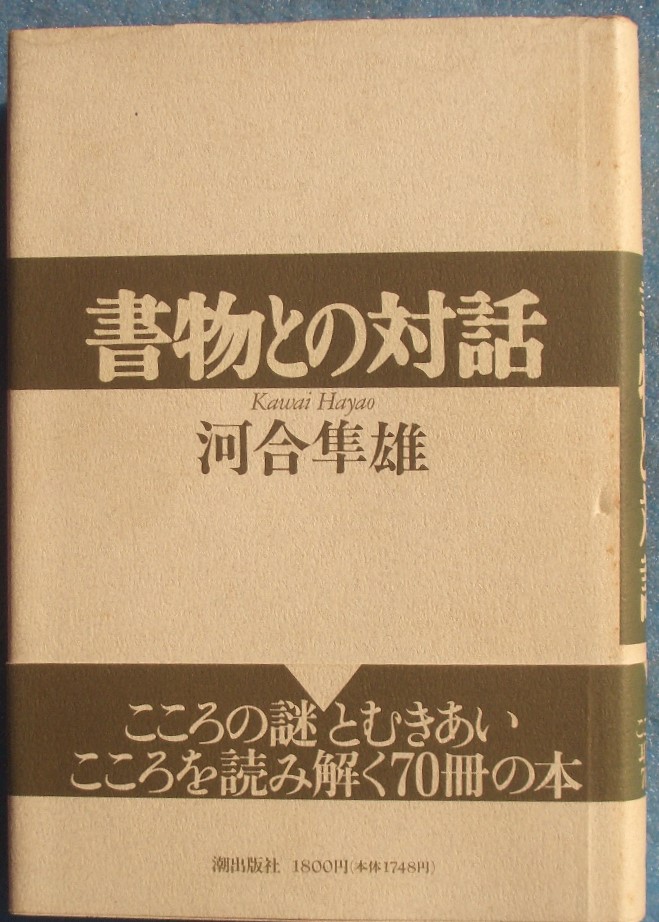 書物との対話
Kawai Hayao
河合隼雄
こころの謎とむきあい
こころを読み解く70冊の本
潮出版社 1800円(本体1748円)